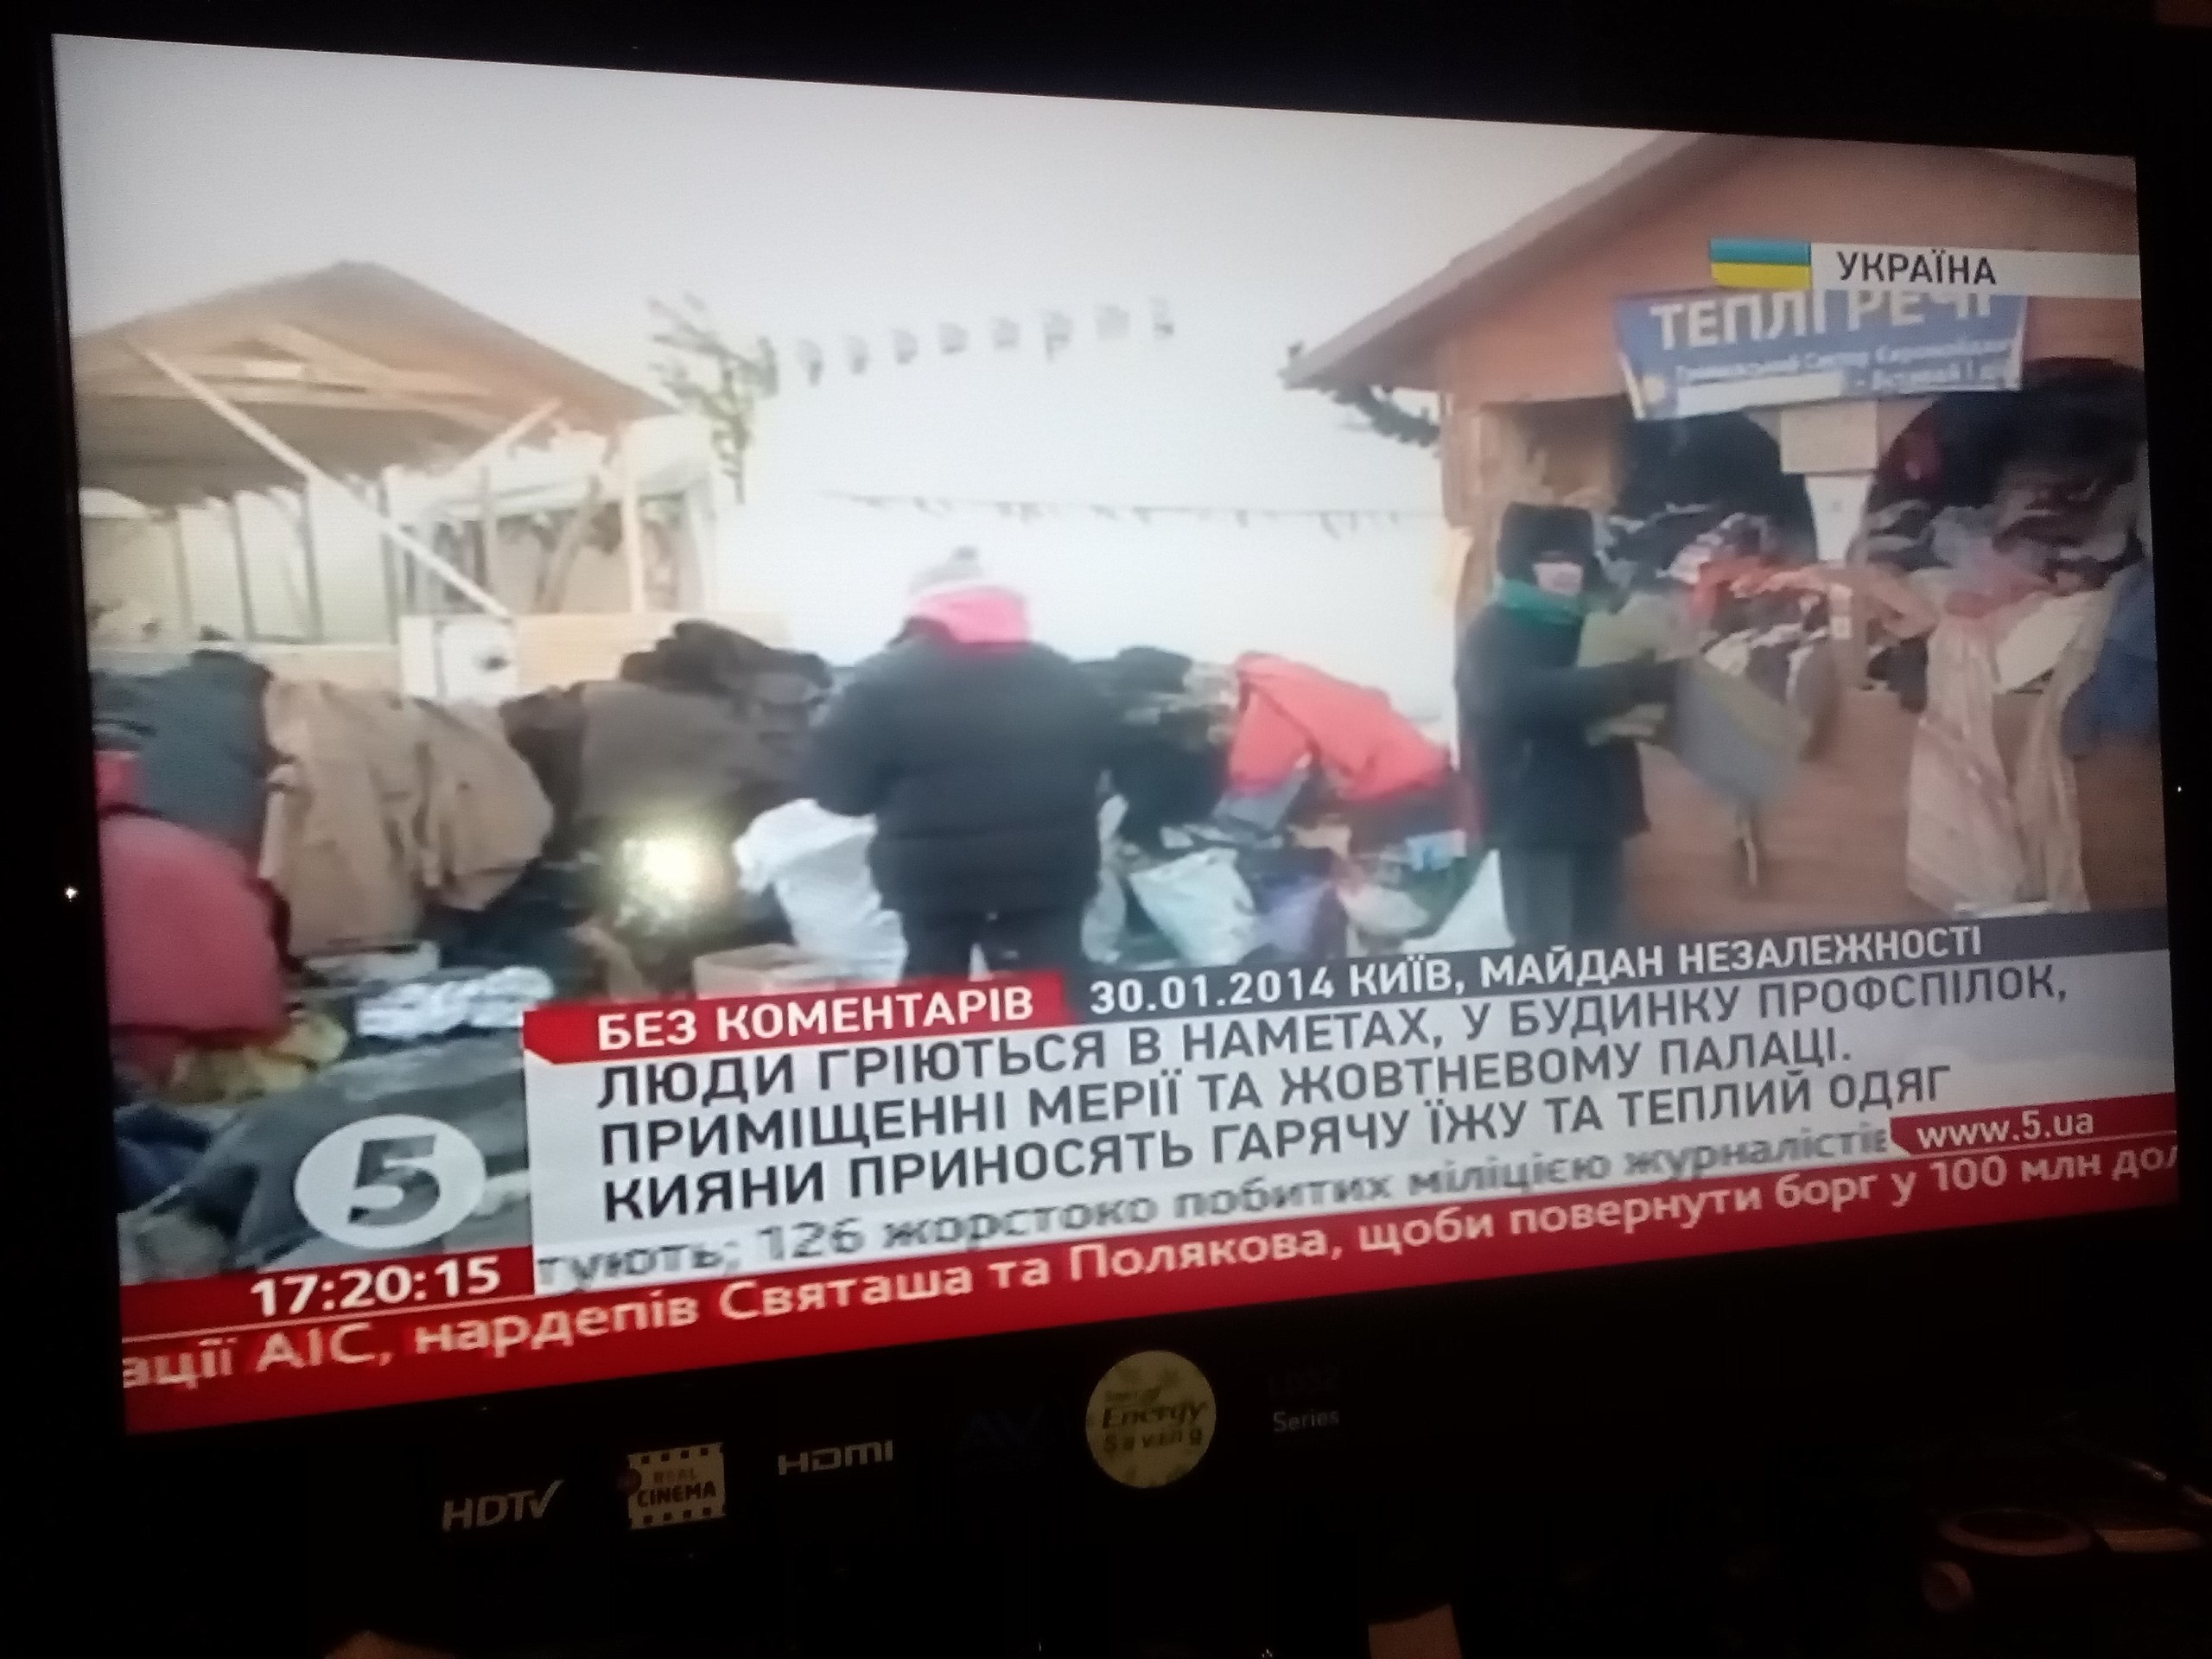 УКРАЇНА
ТЕПЛІ РЕЧІ
БЕЗ КОМЕНТАРІВ
30.01.2014 КИЇВ, МАЙДАН НЕЗАЛЕЖНОСТІ
ЛЮДИ ГРІЮТЬСЯ В НАМЕТАХ, У БУДИНКУ ПРОФСПІЛОК,
ПРИМІЩЕННІ МЕРІЇ ТА ЖОВТНЕВОМУ ПАЛАЦІ.
КИЯНИ ПРИНОСЯТЬ ГАРЯЧУ ЇЖУ ТА ТЕПЛИЙ ОДЯГ
5
www.5.ua
тують; 126 жорстоко побитих міліцією журналістів
17:20:15
ації АІС, нардепів Святаша та Полякова, щоби повернути борг у 100 млн дол
HDTV
REAL CINEMA
HDMI
Energy
Saving
Series